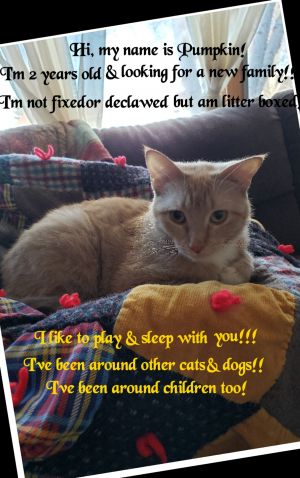 Hi, my name is Pumpkin!
I'm 2 years old & looking for a new family!!
I'm not fixedor declawed but am litter boxed,
I like to play & sleep with you!!!
I've been around other cats& dogs!!
I've been around children too!